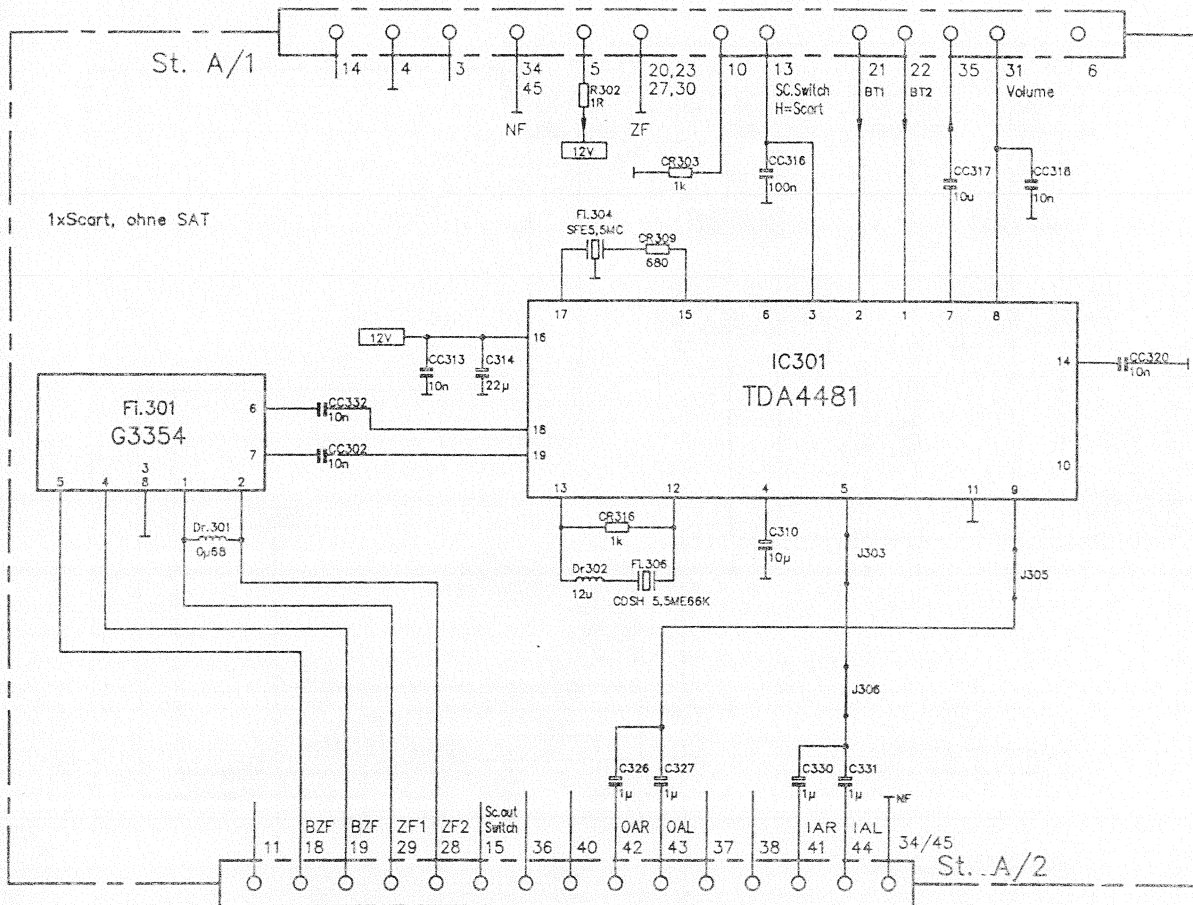 St. A/1
14 4 3 34 5 20,23 10 13 21 22 35 31 6
45 27,30
SC.Switch
H=Scart
BT1 BT2 Volume
R302
1R
NF ZF
12V
CR303
1k
CC316
100n
CC317
10u
CC318
10n
1xScart, ohne SAT
Fl.304
SFE5,5MC
CR309
680
17 15 6 3 2 1 7 8
12V
16
CC313
10n
C314
22µ
IC301
TDA4481
14
CC320
10n
Fi.301
G3354
6
CC332
10n
18
7
CC302
10n
19
10
3
5 4 8 1 2
13 12 4 5 11 9
Dr.301
0µ68
CR316
1k
C310
10µ
J303
J305
Dr302
12u
Fl.306
CDSH 5,5ME66K
J306
C326
1µ
C327
1µ
C330
1µ
C331
1µ
NF
BZF BZF ZF1 ZF2
Sc.out
Switch
OAR OAL IAR IAL
11 18 19 29 28 15 36 40 42 43 37 38 41 44 34/45
St. A/2